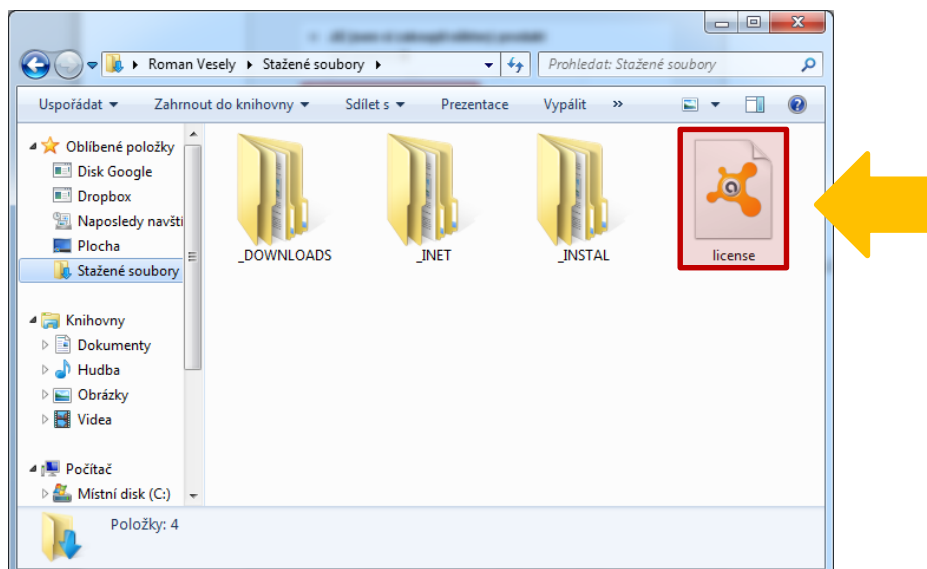 Roman Vesely ▸ Stažené soubory ▸
Prohledat: Stažené soubory
Uspořádat
Zahrnout do knihovny
Sdílet s
Prezentace
Vypálit
»
Oblíbené položky
Disk Google
Dropbox
Naposledy navšti
Plocha
Stažené soubory
Knihovny
Dokumenty
Hudba
Obrázky
Videa
Počítač
Místní disk (C:)
_DOWNLOADS
_INET
_INSTAL
license
Položky: 4